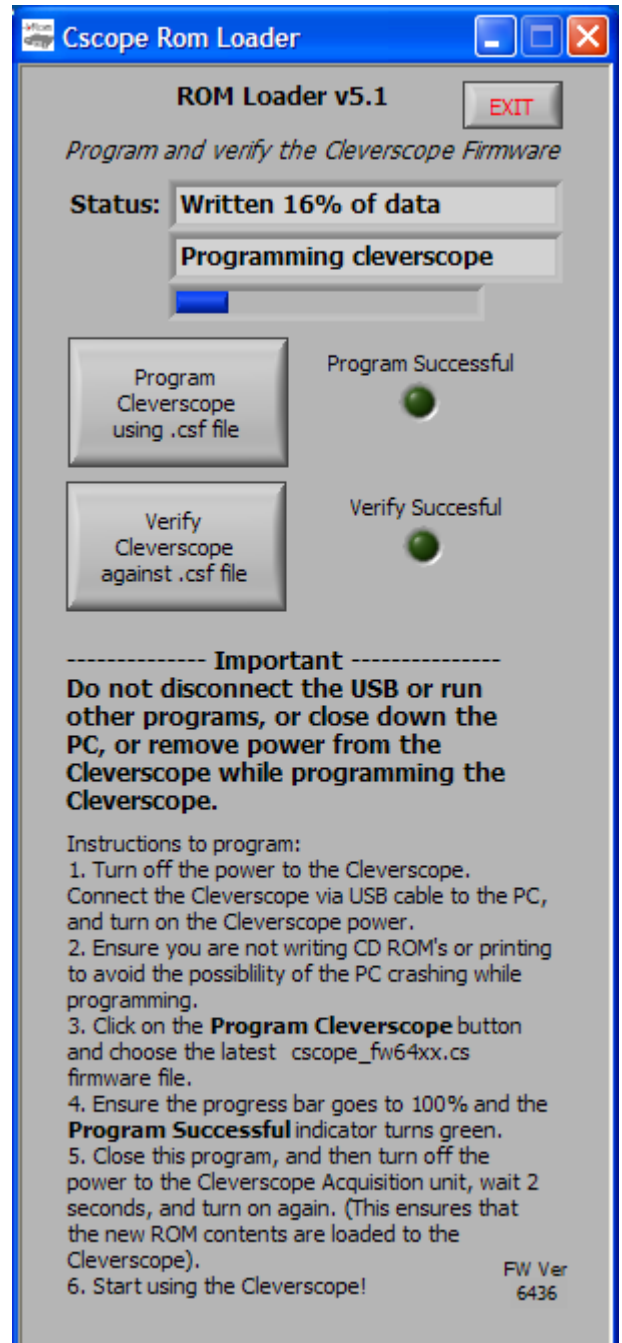 Cscope Rom Loader
ROM Loader v5.1
EXIT
Program and verify the Cleverscope Firmware
Status: Written 16% of data
Programming cleverscope
Program
Cleverscope
using .csf file
Program Successful
Verify
Cleverscope
against .csf file
Verify Succesful
-------------- Important ---------------
Do not disconnect the USB or run
other programs, or close down the
PC, or remove power from the
Cleverscope while programming the
Cleverscope.
Instructions to program:
1. Turn off the power to the Cleverscope.
Connect the Cleverscope via USB cable to the PC,
and turn on the Cleverscope power.
2. Ensure you are not writing CD ROM's or printing
to avoid the possiblility of the PC crashing while
programming.
3. Click on the Program Cleverscope button
and choose the latest cscope_fw64xx.cs
firmware file.
4. Ensure the progress bar goes to 100% and the
Program Successful indicator turns green.
5. Close this program, and then turn off the
power to the Cleverscope Acquisition unit, wait 2
seconds, and turn on again. (This ensures that
the new ROM contents are loaded to the
Cleverscope).
6. Start using the Cleverscope!
FW Ver
6436